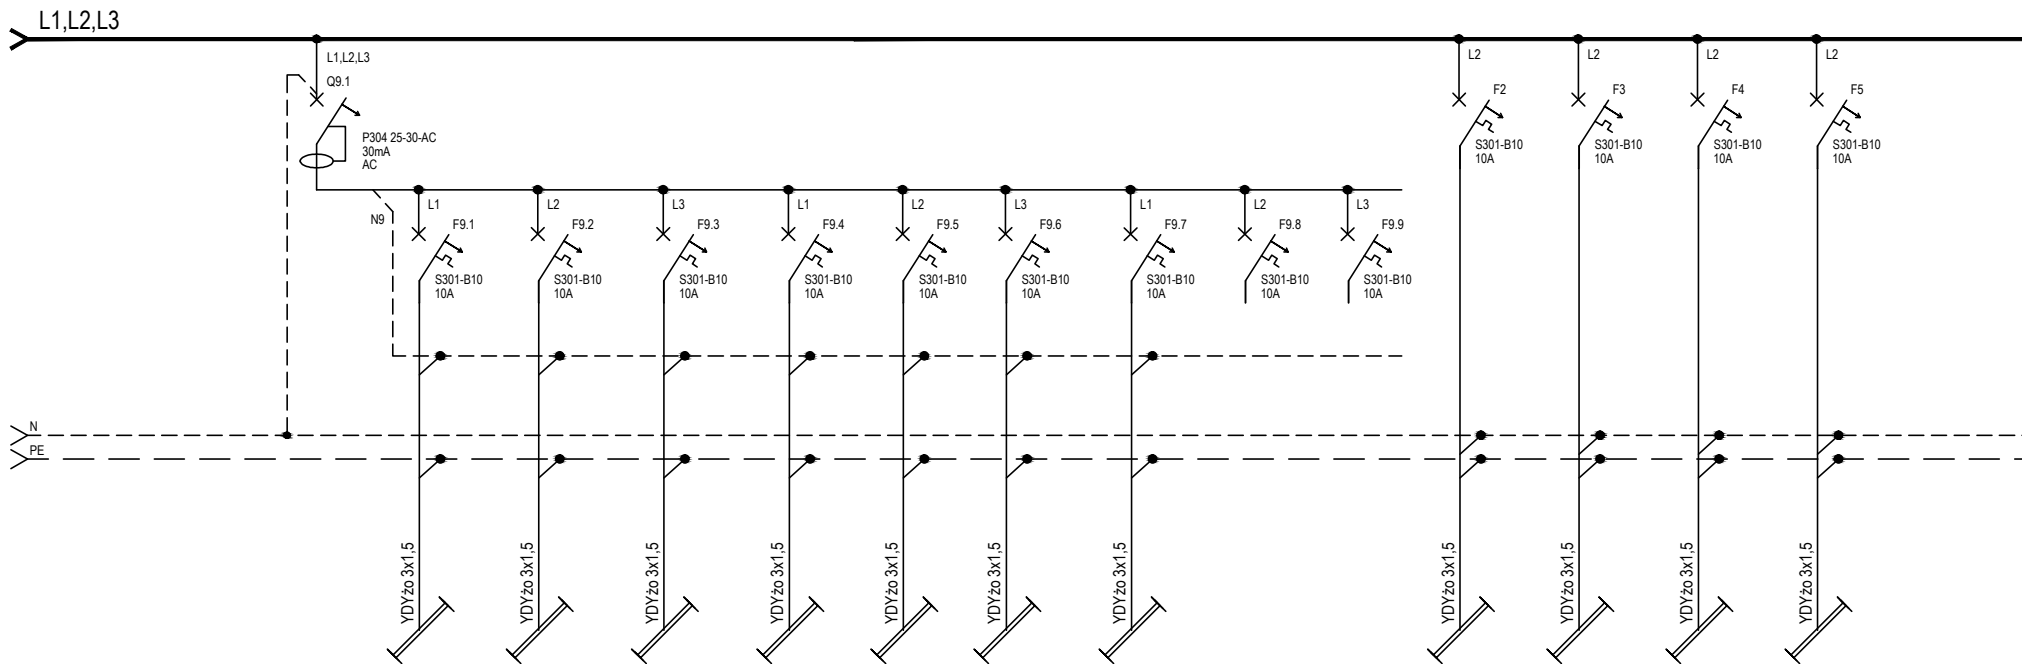 L1,L2,L3
L1,L2,L3
Q9.1
P304 25-30-AC
30mA
AC
L2
F2
S301-B10
10A
L2
F3
S301-B10
10A
L2
F4
S301-B10
10A
L2
F5
S301-B10
10A
N9
L1
F9.1
S301-B10
10A
L2
F9.2
S301-B10
10A
L3
F9.3
S301-B10
10A
L1
F9.4
S301-B10
10A
L2
F9.5
S301-B10
10A
L3
F9.6
S301-B10
10A
L1
F9.7
S301-B10
10A
L2
F9.8
S301-B10
10A
L3
F9.9
S301-B10
10A
N
PE
YDYżo 3x1,5
YDYżo 3x1,5
YDYżo 3x1,5
YDYżo 3x1,5
YDYżo 3x1,5
YDYżo 3x1,5
YDYżo 3x1,5
YDYżo 3x1,5
YDYżo 3x1,5
YDYżo 3x1,5
YDYżo 3x1,5